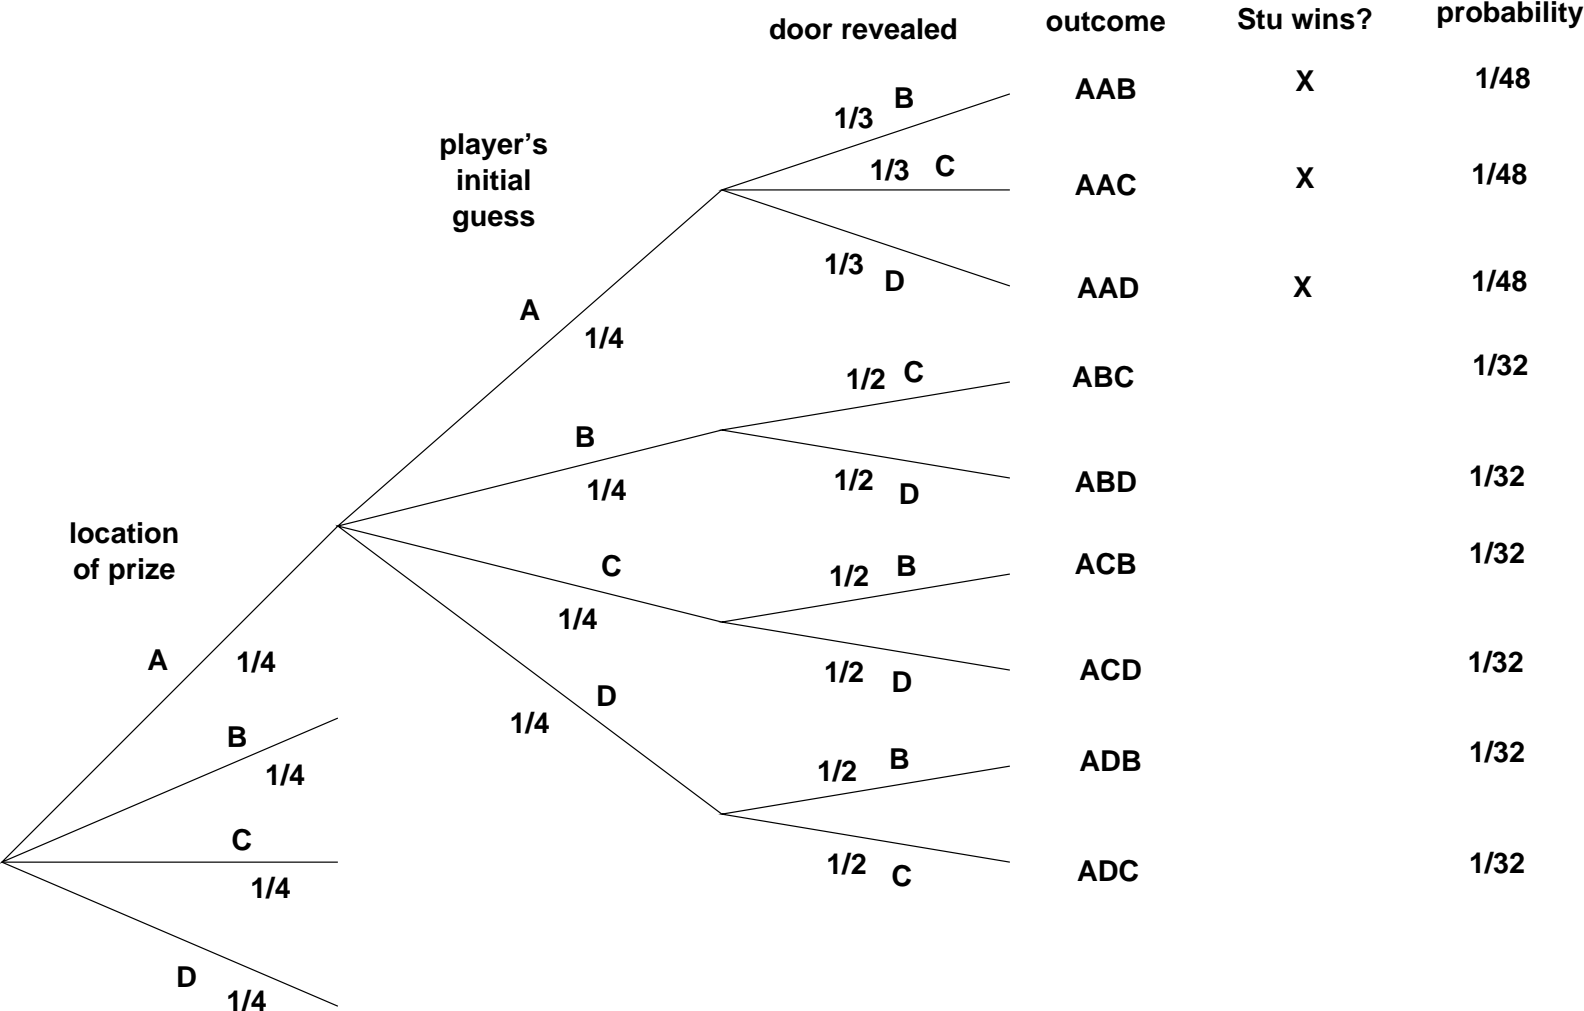 door revealed outcome Stu wins? probability
B
1/3
AAB X 1/48
player’s
initial
guess
1/3 C
AAC X 1/48
1/3
D
AAD X 1/48
A
1/4
1/2 C
ABC 1/32
B
1/4
1/2
D
ABD 1/32
location
of prize
C
1/4
1/2 B
ACB 1/32
A 1/4
1/2
D
ACD 1/32
D
1/4
B
1/4
1/2 B
ADB 1/32
C
1/4
1/2
C
ADC 1/32
D
1/4